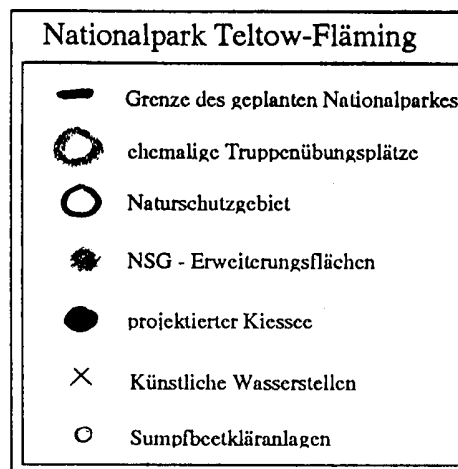 Nationalpark Teltow-Fläming
Grenze des geplanten Nationalparkes
ehemalige Truppenübungsplätze
Naturschutzgebiet
NSG - Erweiterungsflächen
projektierter Kiessee
Künstliche Wasserstellen
Sumpfbeetkläranlagen